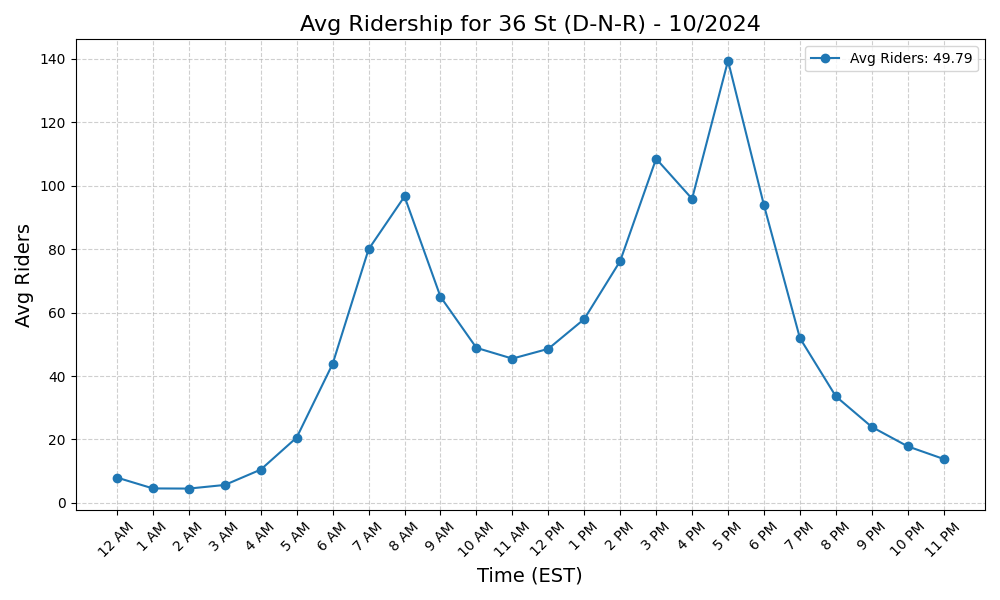 Avg Ridership for 36 St (D-N-R) - 10/2024
Avg Riders: 49.79
Avg Riders
140
120
100
80
60
40
20
0
12 AM
1 AM
2 AM
3 AM
4 AM
5 AM
6 AM
7 AM
8 AM
9 AM
10 AM
11 AM
12 PM
1 PM
2 PM
3 PM
4 PM
5 PM
6 PM
7 PM
8 PM
9 PM
10 PM
11 PM
Time (EST)